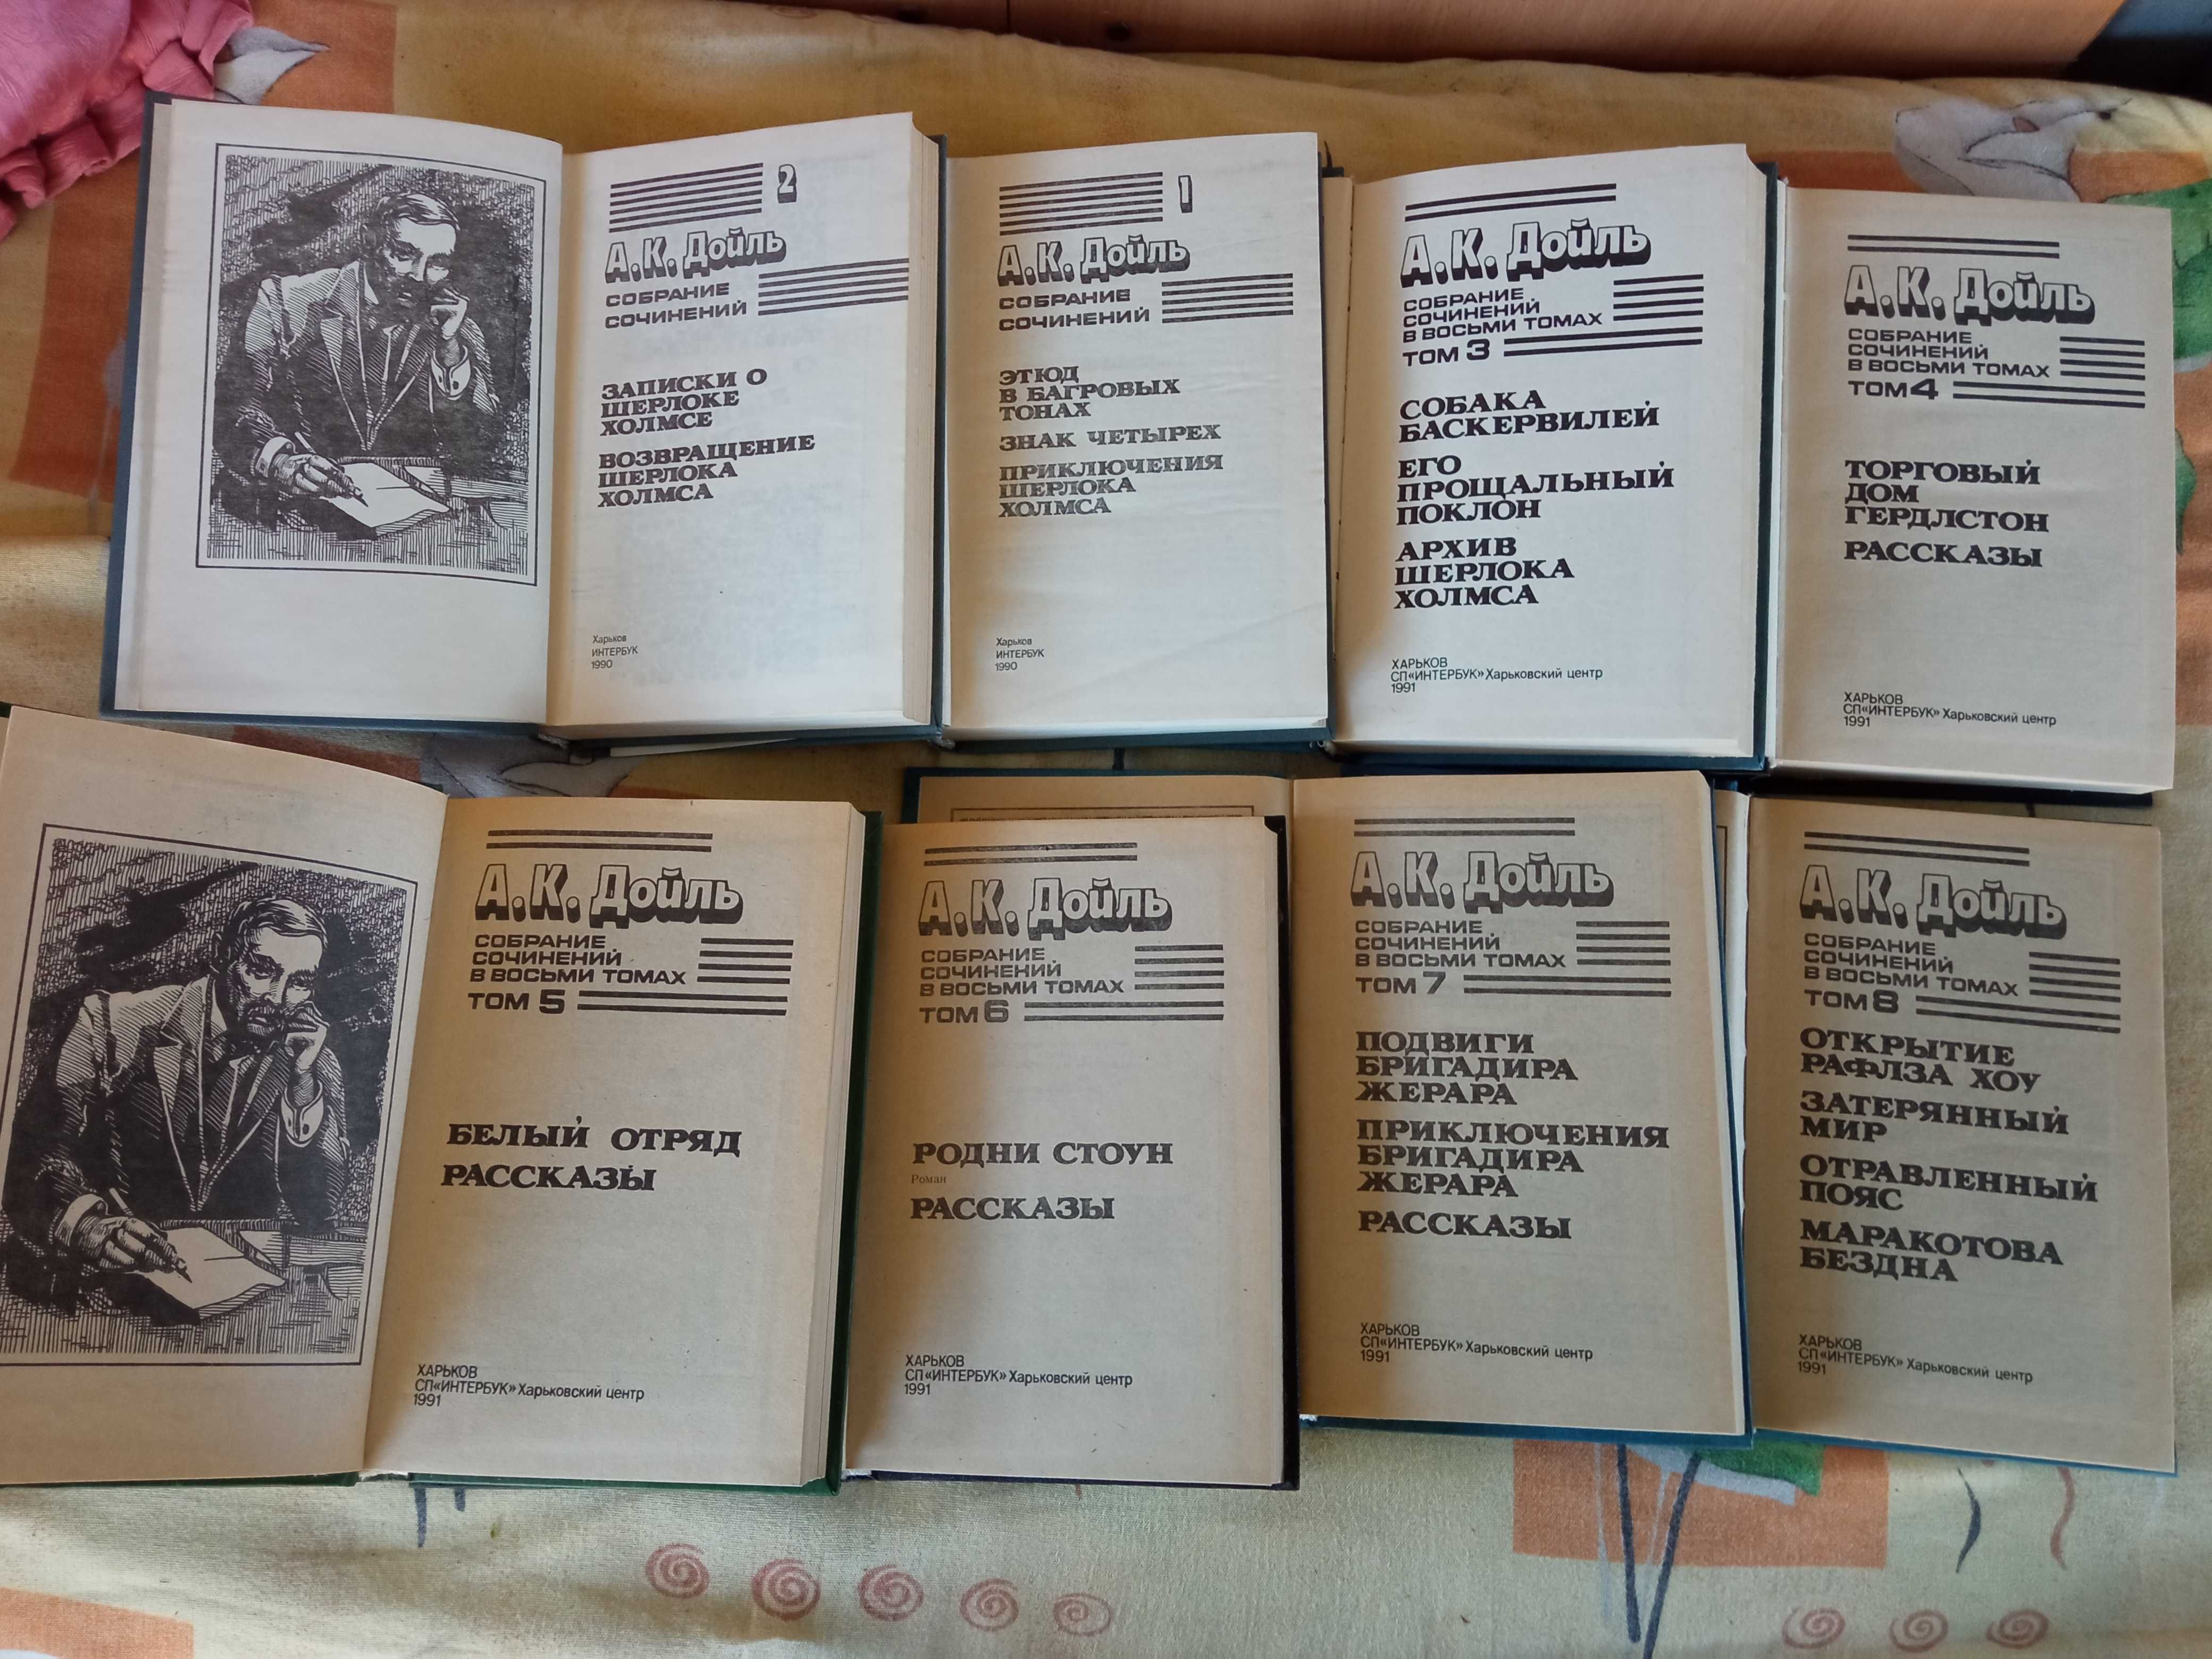 2
А.К. Дойль
СОБРАНИЕ
СОЧИНЕНИЙ
ЗАПИСКИ О
ШЕРЛОКЕ
ХОЛМСЕ
ВОЗВРАЩЕНИЕ
ШЕРЛОКА
ХОЛМСА
Харьков
ИНТЕРБУК
1990
1
А.К. Дойль
СОБРАНИЕ
СОЧИНЕНИЙ
ЭТЮД
В БАГРОВЫХ
ТОНАХ
ЗНАК ЧЕТЫРЕХ
ПРИКЛЮЧЕНИЯ
ШЕРЛОКА
ХОЛМСА
Харьков
ИНТЕРБУК
1990
А.К. Дойль
СОБРАНИЕ
СОЧИНЕНИЙ
В ВОСЬМИ ТОМАХ
ТОМ 3
СОБАКА
БАСКЕРВИЛЕЙ
ЕГО
ПРОЩАЛЬНЫЙ
ПОКЛОН
АРХИВ
ШЕРЛОКА
ХОЛМСА
ХАРЬКОВ
СП«ИНТЕРБУК» Харьковский центр
1991
А.К. Дойль
СОБРАНИЕ
СОЧИНЕНИЙ
В ВОСЬМИ ТОМАХ
ТОМ 4
ТОРГОВЫЙ
ДОМ
ГЕРДЛСТОН
РАССКАЗЫ
ХАРЬКОВ
СП«ИНТЕРБУК» Харьковский центр
1991
А.К. Дойль
СОБРАНИЕ
СОЧИНЕНИЙ
В ВОСЬМИ ТОМАХ
ТОМ 5
БЕЛЫЙ ОТРЯД
РАССКАЗЫ
ХАРЬКОВ
СП«ИНТЕРБУК» Харьковский центр
1991
А.К. Дойль
СОБРАНИЕ
СОЧИНЕНИЙ
В ВОСЬМИ ТОМАХ
ТОМ 6
РОДНИ СТОУН
Роман
РАССКАЗЫ
ХАРЬКОВ
СП«ИНТЕРБУК» Харьковский центр
1991
А.К. Дойль
СОБРАНИЕ
СОЧИНЕНИЙ
В ВОСЬМИ ТОМАХ
ТОМ 7
ПОДВИГИ
БРИГАДИРА
ЖЕРАРА
ПРИКЛЮЧЕНИЯ
БРИГАДИРА
ЖЕРАРА
РАССКАЗЫ
ХАРЬКОВ
СП«ИНТЕРБУК» Харьковский центр
1991
А.К. Дойль
СОБРАНИЕ
СОЧИНЕНИЙ
В ВОСЬМИ ТОМАХ
ТОМ 8
ОТКРЫТИЕ
РАФЛЗА ХОУ
ЗАТЕРЯННЫЙ
МИР
ОТРАВЛЕННЫЙ
ПОЯС
МАРАКОТОВА
БЕЗДНА
ХАРЬКОВ
СП«ИНТЕРБУК» Харьковский центр
1991